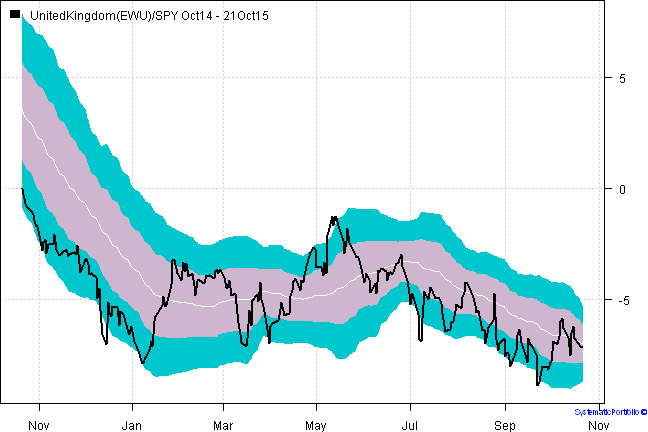 UnitedKingdom(EWU)/SPY Oct14 - 21Oct15
5
0
-5
Nov Jan Mar May Jul Sep Nov
SystematicPortfolio ©